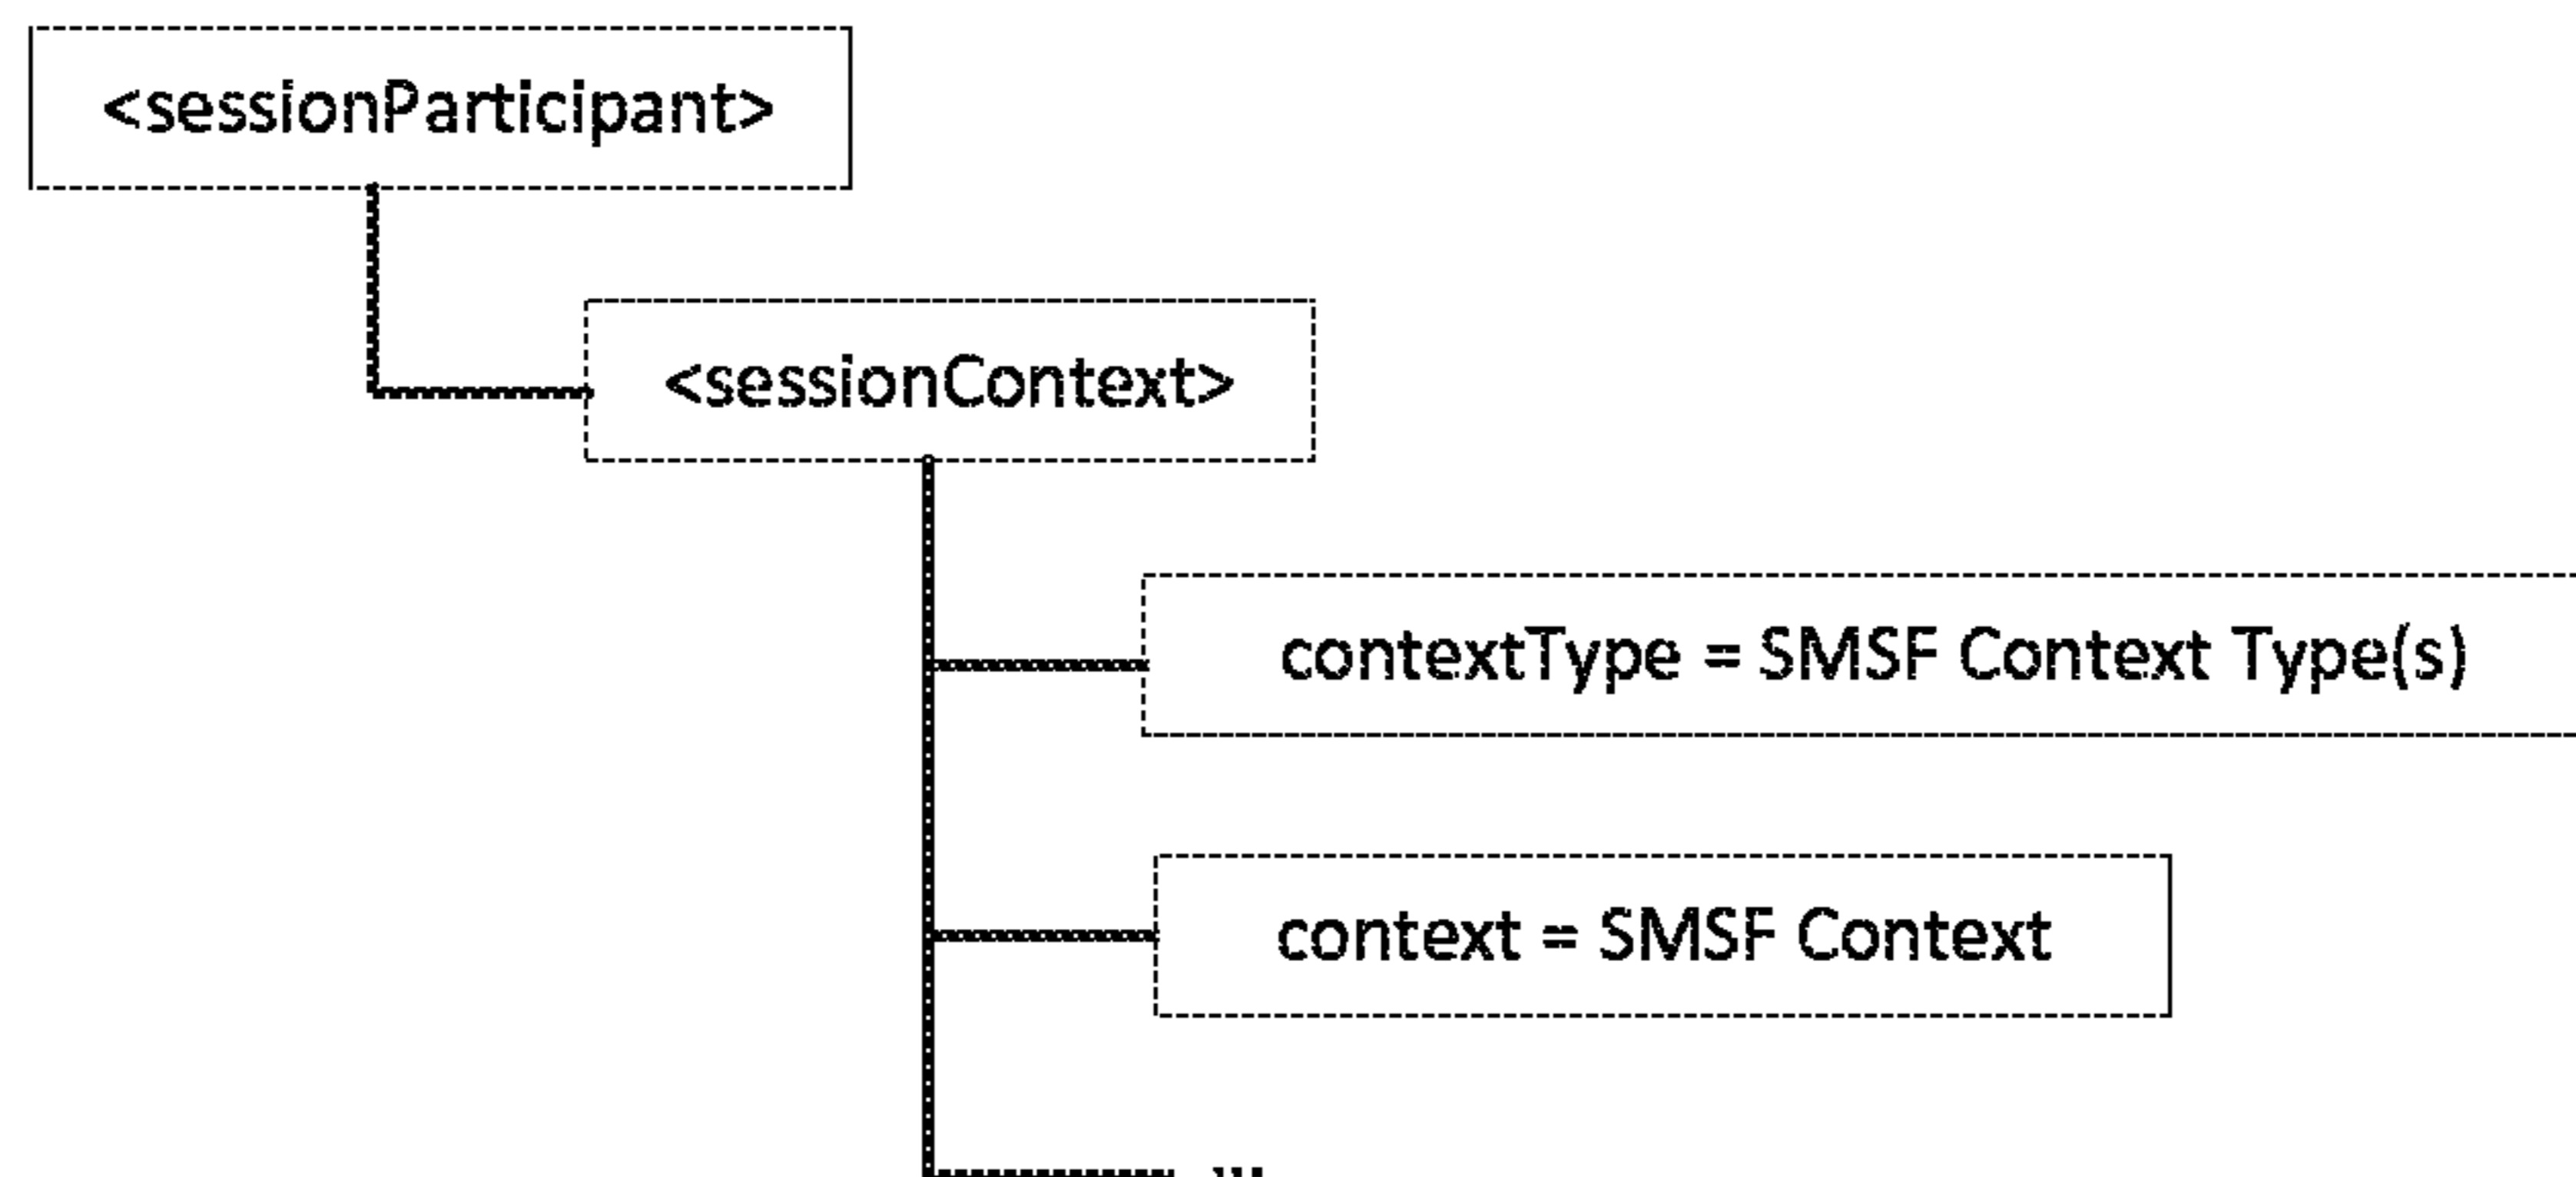 <sessionParticipant>
<sessionContext>
contextType = SMSF Context Type(s)
context = SMSF Context